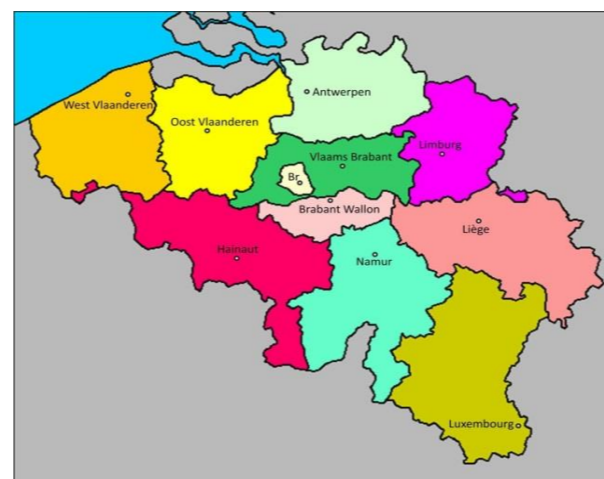 Antwerpen
West Vlaanderen
Oost Vlaanderen
Limburg
Vlaams Brabant
Br
Brabant Wallon
Liège
Hainaut
Namur
Luxembourg